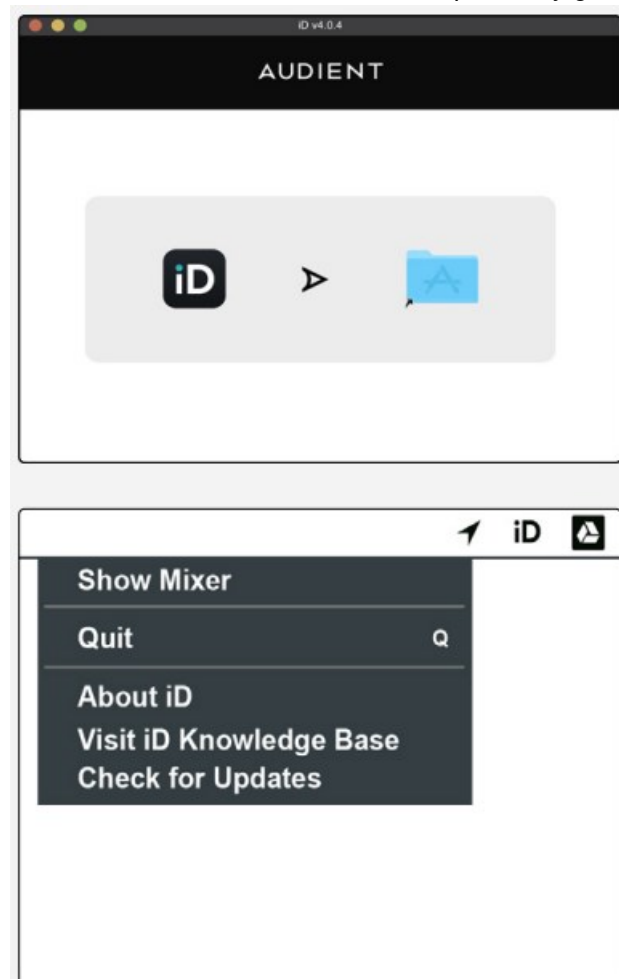 iD v4.0.4
AUDIENT
iD
iD
Show Mixer
Quit Q
About iD
Visit iD Knowledge Base
Check for Updates